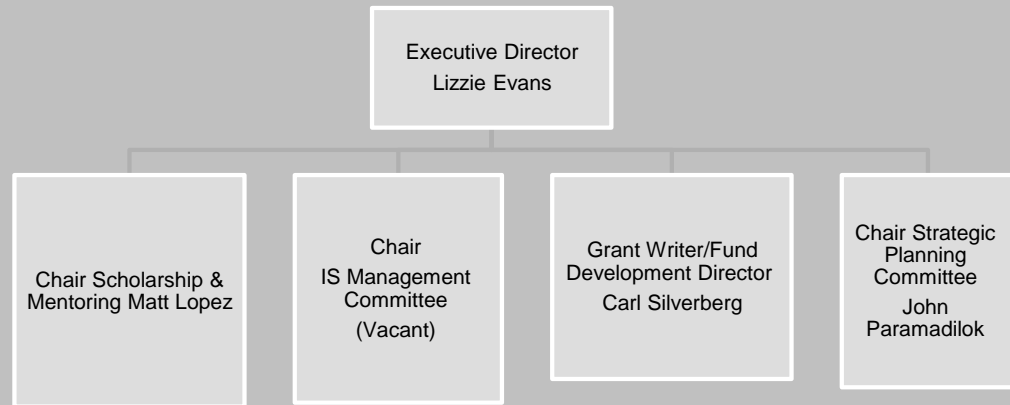 Executive Director
Lizzie Evans
Chair Scholarship &
Mentoring Matt Lopez
Chair
IS Management
Committee
(Vacant)
Grant Writer/Fund
Development Director
Carl Silverberg
Chair Strategic
Planning
Committee
John
Paramadilok